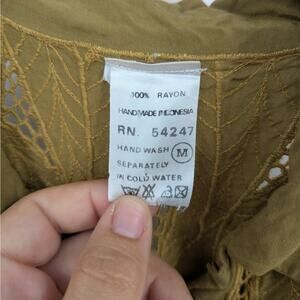 100% RAYON
HANDMADE INDONESIA
RN. 54247
HAND WASH M
SEPARATELY
IN COLD WATER